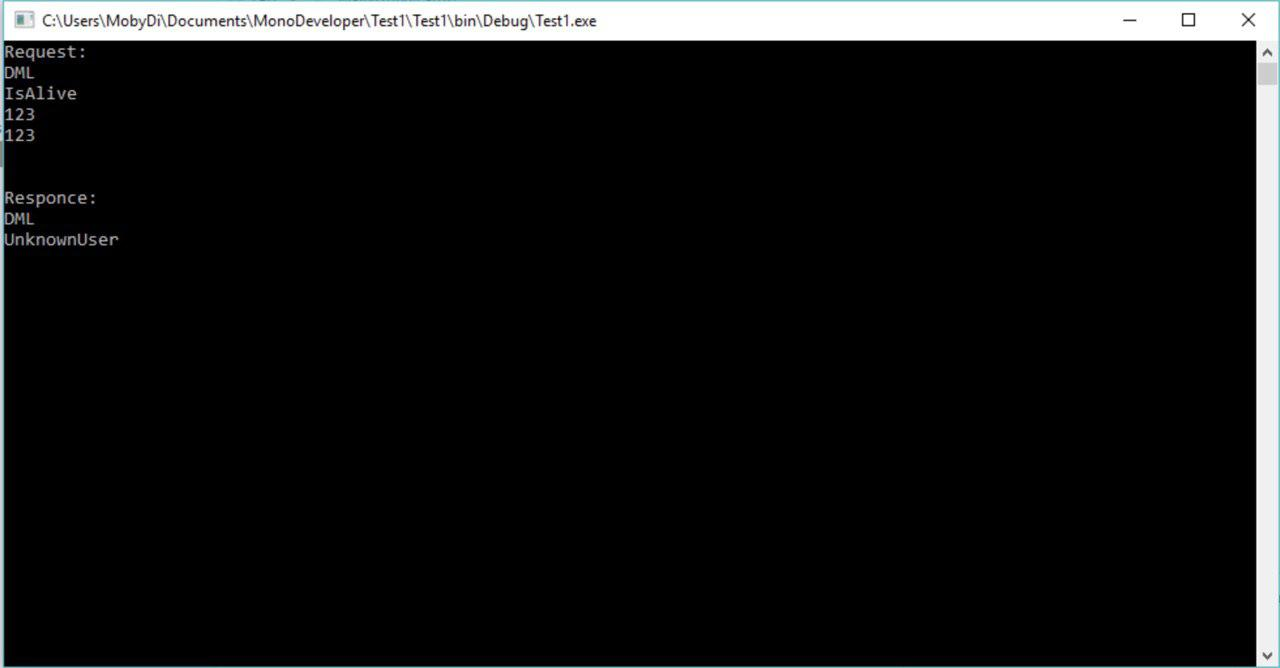 C:\Users\MobyDi\Documents\MonoDeveloper\Test1\Test1\bin\Debug\Test1.exe
Request:
DML
IsAlive
123
123
Responce:
DML
UnknownUser